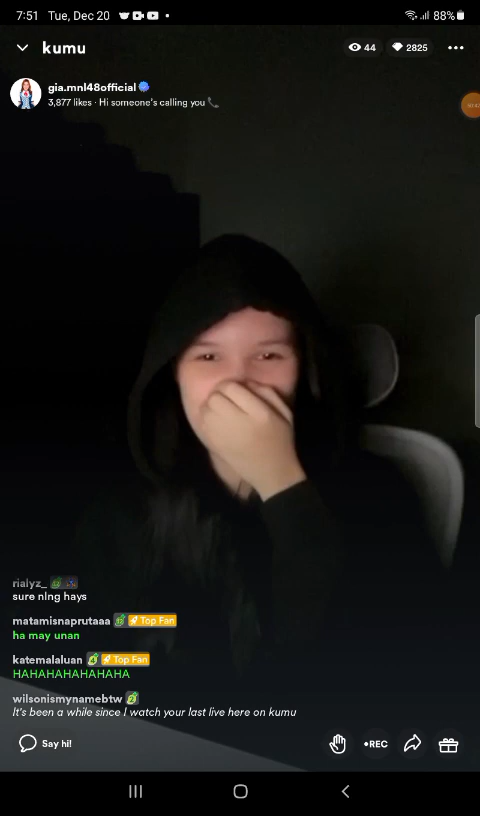 7:51 Tue, Dec 20
88%
kumu
44
2825
gia.mnl48official
3,877 likes · Hi someone's calling you 📞
rialyz_
sure nlng hays
matamisnaprutaaa Top Fan
ha may unan
katemalaluan Top Fan
HAHAHAHAHAHAHA
wilsonismynamebtw
It's been a while since I watch your last live here on kumu
Say hi!
•REC